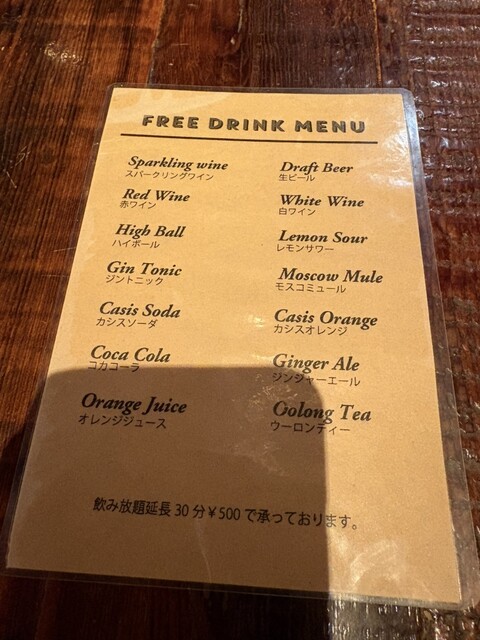 FREE DRINK MENU
Sparkling wine
スパークリングワイン
Draft Beer
生ビール
Red Wine
赤ワイン
White Wine
白ワイン
High Ball
ハイボール
Lemon Sour
レモンサワー
Gin Tonic
ジントニック
Moscow Mule
モスコミュール
Casis Soda
カシスソーダ
Casis Orange
カシスオレンジ
Coca Cola
コカコーラ
Ginger Ale
ジンジャーエール
Orange Juice
オレンジジュース
Oolong Tea
ウーロンティー
飲み放題延長30分¥500で承っております。